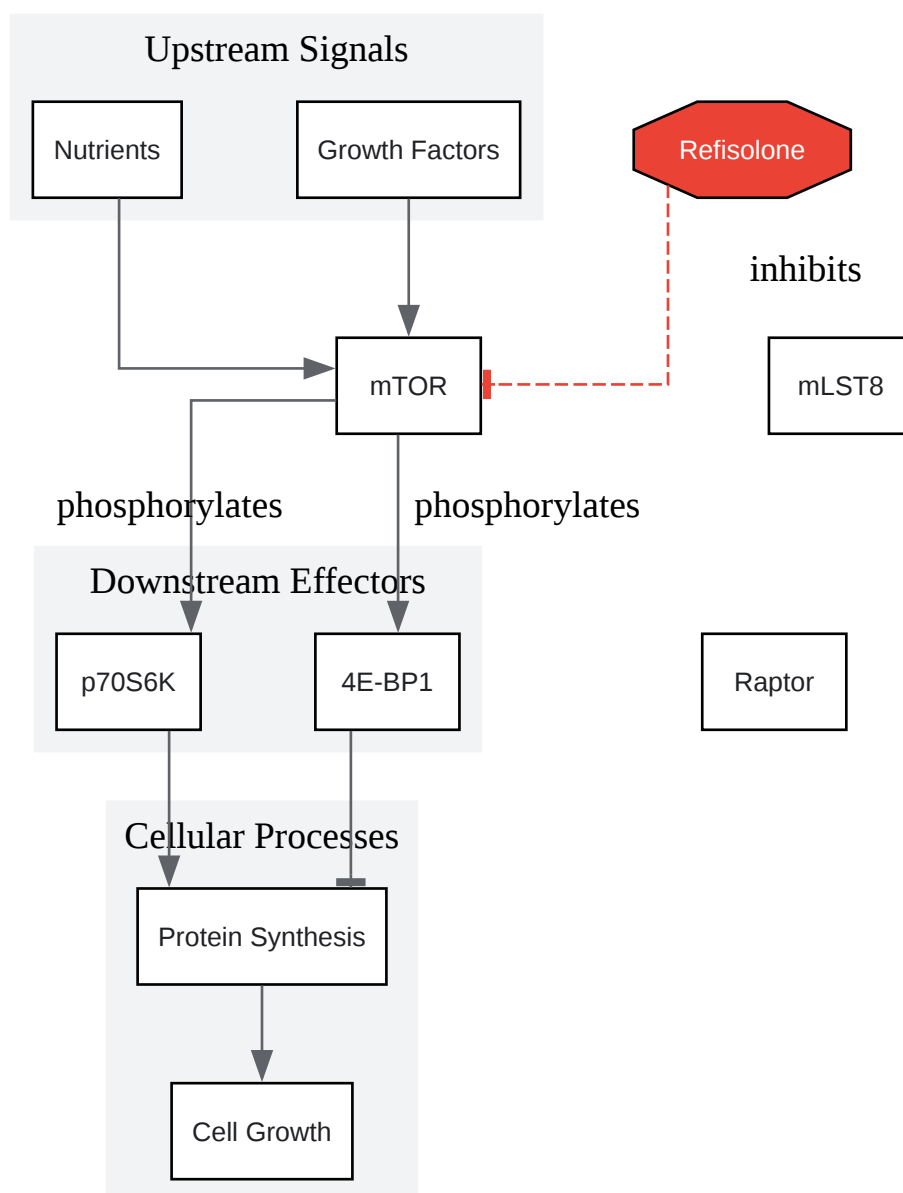 Upstream Signals
Nutrients
Growth Factors
Refisolone
inhibits
mTOR
mLST8
phosphorylates
phosphorylates
Downstream Effectors
p70S6K
4E-BP1
Raptor
Cellular Processes
Protein Synthesis
Cell Growth